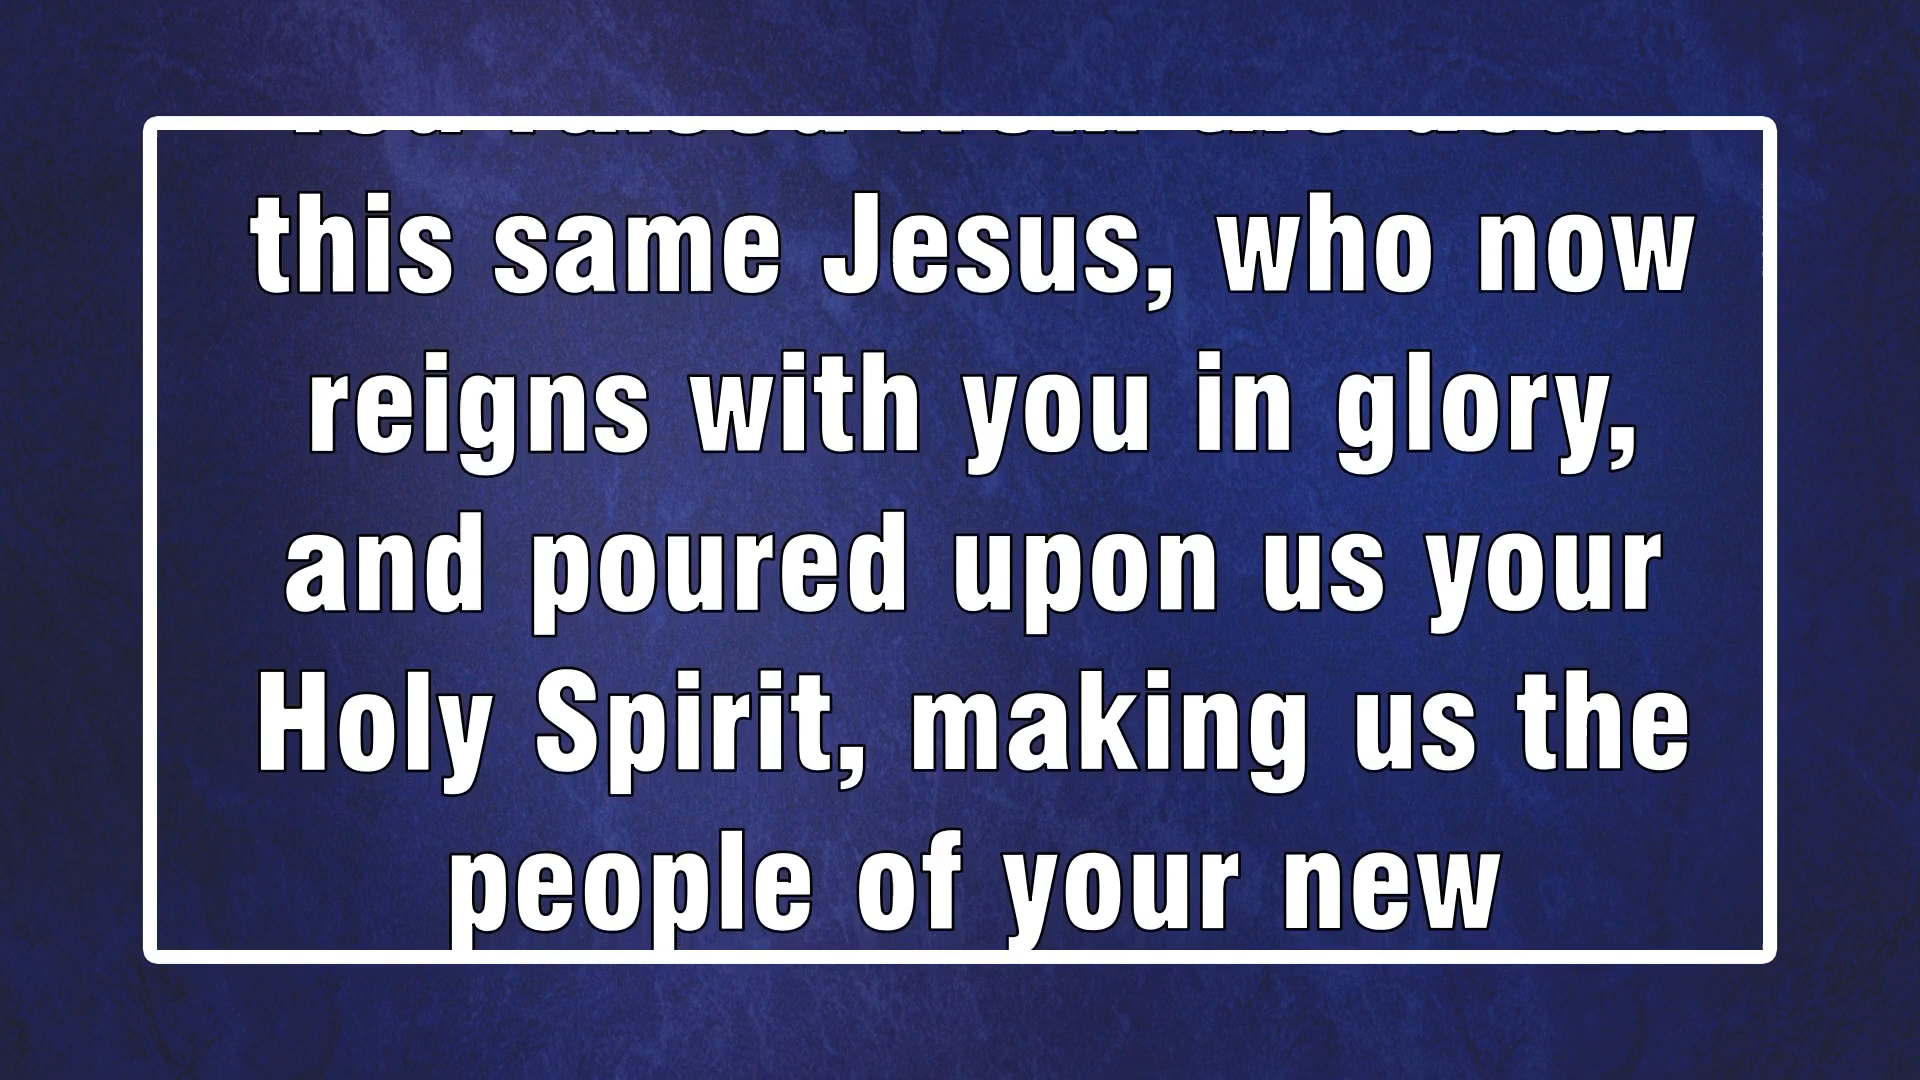 this same Jesus, who now
reigns with you in glory,
and poured upon us your
Holy Spirit, making us the
people of your new